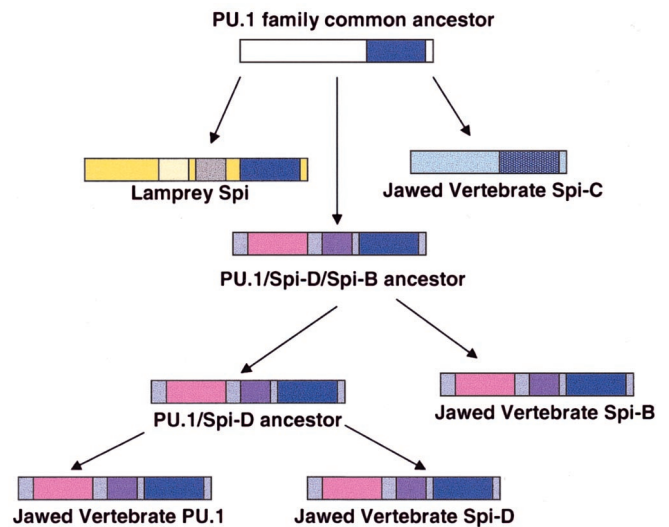 PU.1 family common ancestor
Lamprey Spi
Jawed Vertebrate Spi-C
PU.1/Spi-D/Spi-B ancestor
PU.1/Spi-D ancestor
Jawed Vertebrate Spi-B
Jawed Vertebrate PU.1
Jawed Vertebrate Spi-D